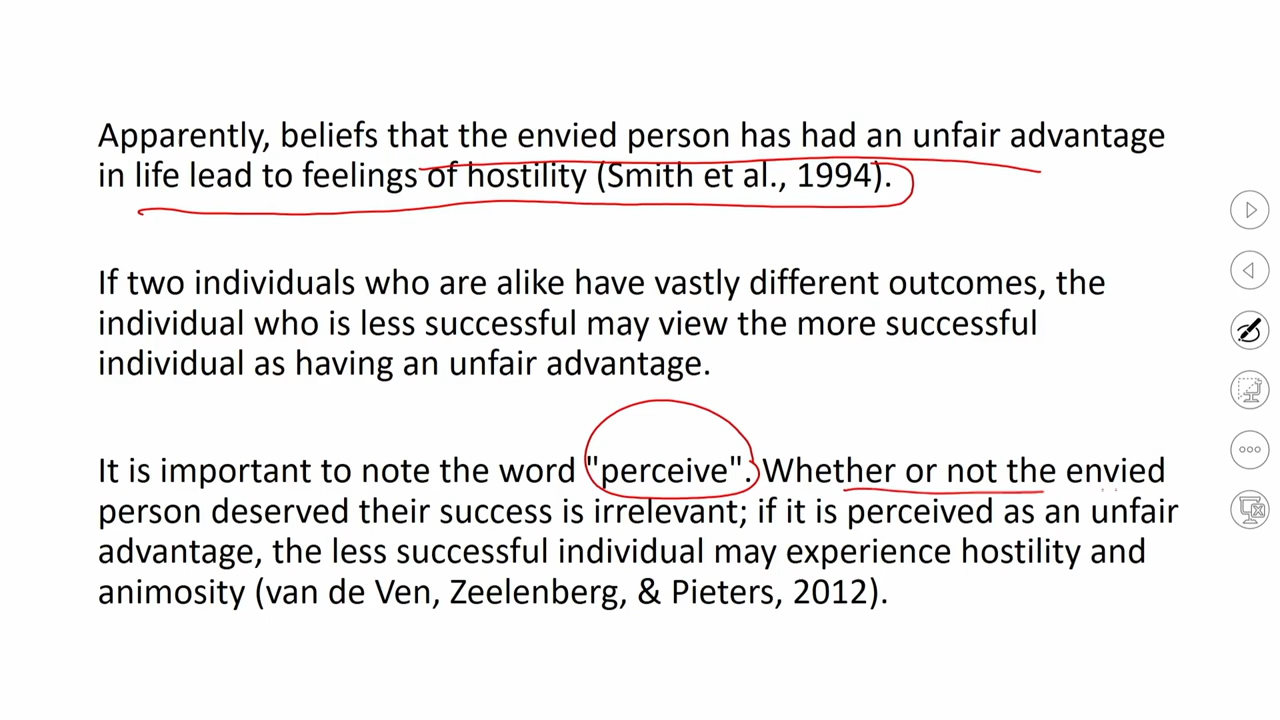 Apparently, beliefs that the envied person has had an unfair advantage
in life lead to feelings of hostility (Smith et al., 1994).
If two individuals who are alike have vastly different outcomes, the
individual who is less successful may view the more successful
individual as having an unfair advantage.
It is important to note the word "perceive". Whether or not the envied
person deserved their success is irrelevant; if it is perceived as an unfair
advantage, the less successful individual may experience hostility and
animosity (van de Ven, Zeelenberg, & Pieters, 2012).